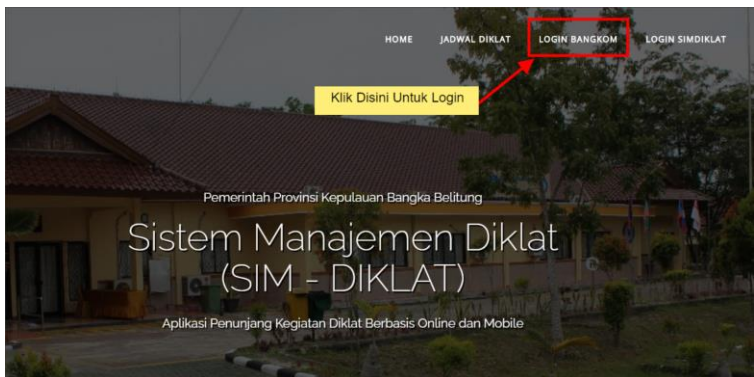 HOME JADWAL DIKLAT LOGIN BANGKOM LOGIN SIMDIKLAT
Klik Disini Untuk Login
Pemerintah Provinsi Kepulauan Bangka Belitung
Sistem Manajemen Diklat
(SIM - DIKLAT)
Aplikasi Penunjang Kegiatan Diklat Berbasis Online dan Mobile